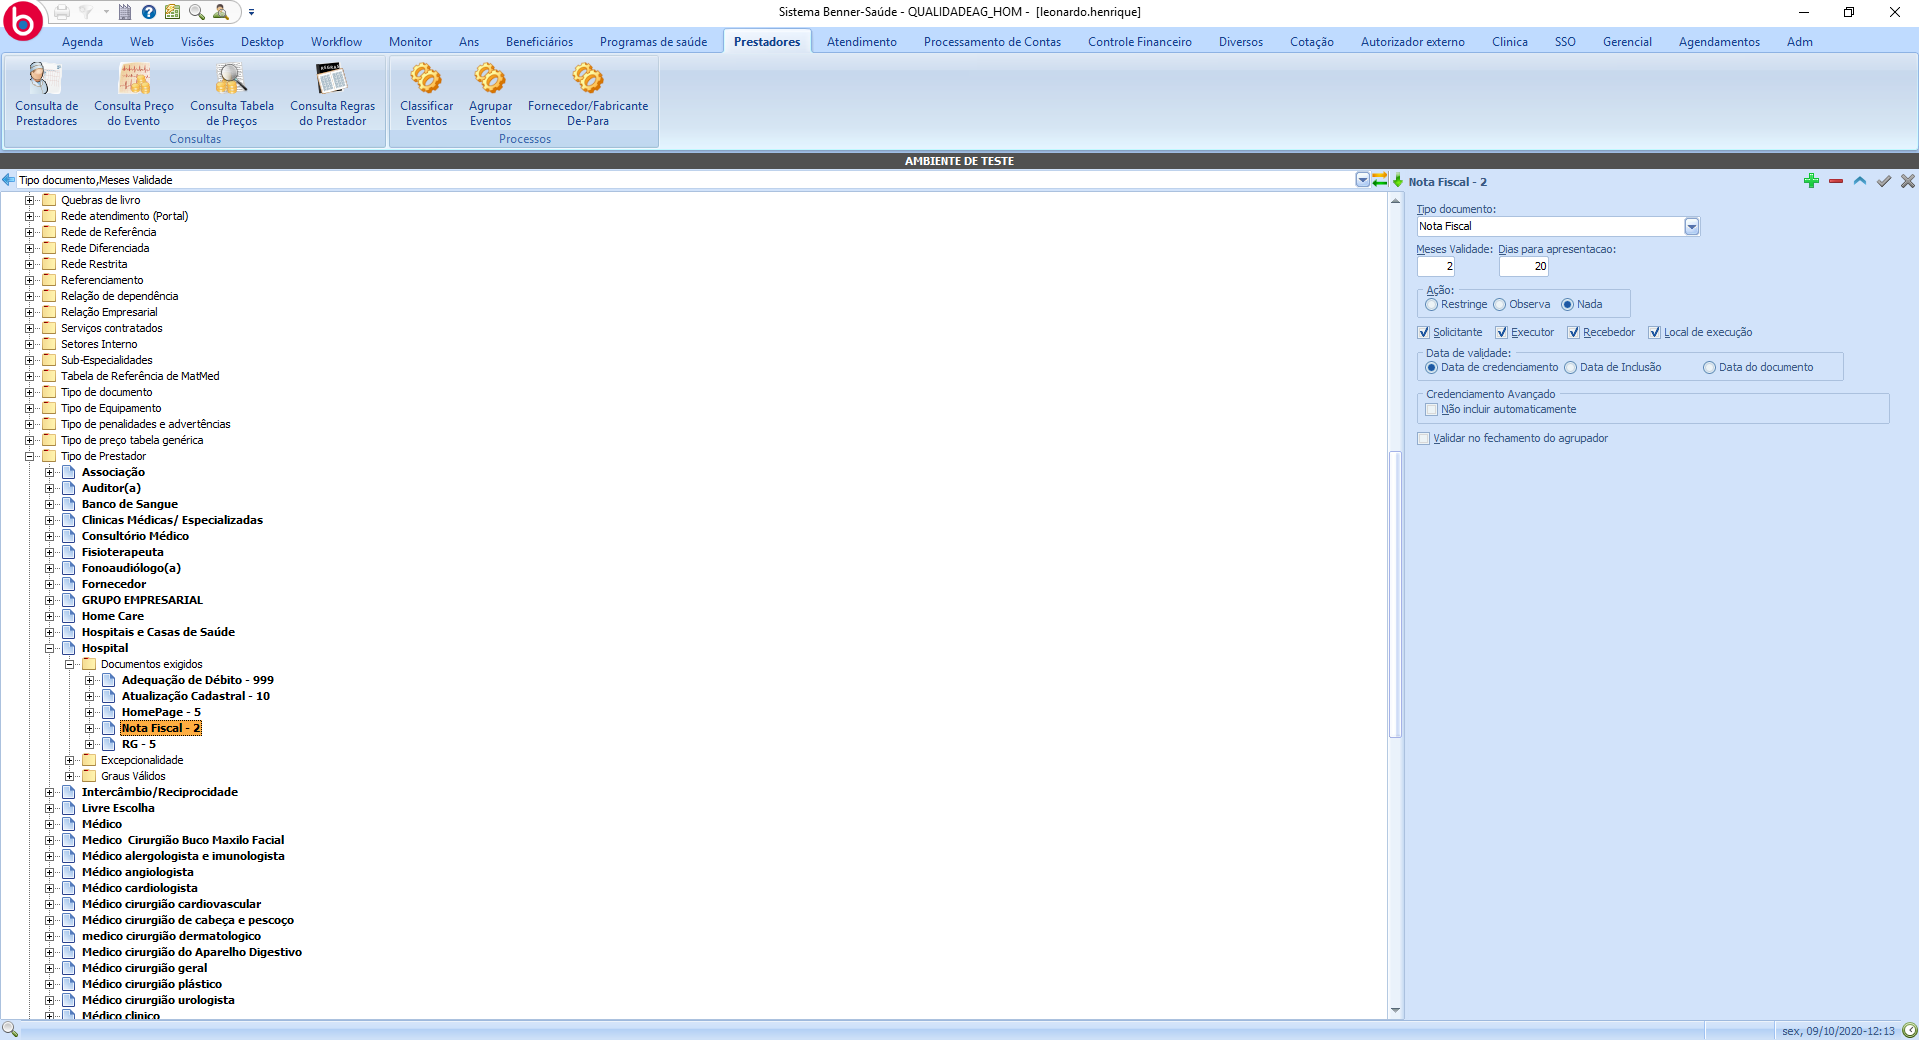 Sistema Benner-Saúde - QUALIDADEAG_HOM - [leonardo.henrique]
Agenda Web Visões Desktop Workflow Monitor Ans Beneficiários Programas de saúde Prestadores Atendimento Processamento de Contas Controle Financeiro Diversos Cotação Autorizador externo Clinica SSO Gerencial Agendamentos Adm
Consulta de Prestadores
Consulta Preço do Evento
Consulta Tabela de Preços
Consulta Regras do Prestador
Consultas
Classificar Eventos
Agrupar Eventos
Fornecedor/Fabricante De-Para
Processos
AMBIENTE DE TESTE
Tipo documento,Meses Validade
Quebras de livro
Rede atendimento (Portal)
Rede de Referência
Rede Diferenciada
Rede Restrita
Referenciamento
Relação de dependência
Relação Empresarial
Serviços contratados
Setores Interno
Sub-Especialidades
Tabela de Referência de MatMed
Tipo de documento
Tipo de Equipamento
Tipo de penalidades e advertências
Tipo de preço tabela genérica
Tipo de Prestador
Associação
Auditor(a)
Banco de Sangue
Clinicas Médicas/ Especializadas
Consultório Médico
Fisioterapeuta
Fonoaudiólogo(a)
Fornecedor
GRUPO EMPRESARIAL
Home Care
Hospitais e Casas de Saúde
Hospital
Documentos exigidos
Adequação de Débito - 999
Atualização Cadastral - 10
HomePage - 5
Nota Fiscal - 2
RG - 5
Excepcionalidade
Graus Válidos
Intercâmbio/Reciprocidade
Livre Escolha
Médico
Medico  Cirurgião Buco Maxilo Facial
Médico alergologista e imunologista
Médico angiologista
Médico cardiologista
Médico cirurgião cardiovascular
Médico cirurgião de cabeça e pescoço
medico cirurgião dermatologico
Medico cirurgião do Aparelho Digestivo
Médico cirurgião geral
Médico cirurgião plástico
Médico cirurgião urologista
Médico clinico
Nota Fiscal - 2
Tipo documento:
Nota Fiscal
Meses Validade: Dias para apresentacao:
2 20
Ação:
Restringe Observa Nada
Solicitante Executor Recebedor Local de execução
Data de validade:
Data de credenciamento Data de Inclusão Data do documento
Credenciamento Avançado
Não incluir automaticamente
Validar no fechamento do agrupador
sex, 09/10/2020-12:13